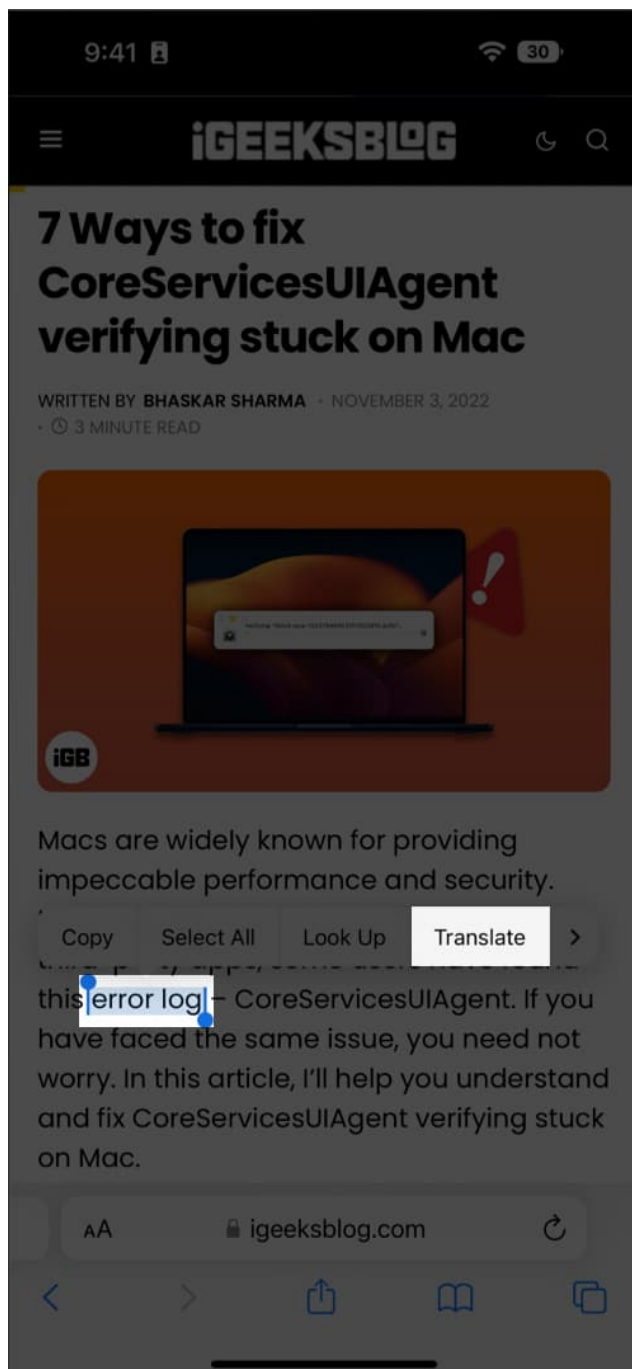 9:41
30
iGEEKSBLOG
7 Ways to fix
CoreServicesUIAgent
verifying stuck on Mac
WRITTEN BY BHASKAR SHARMA · NOVEMBER 3, 2022
· 3 MINUTE READ
iGB
Macs are widely known for providing
impeccable performance and security.
Copy Select All Look Up Translate >
this error log – CoreServicesUIAgent. If you
have faced the same issue, you need not
worry. In this article, I'll help you understand
and fix CoreServicesUIAgent verifying stuck
on Mac.
AA igeeksblog.com